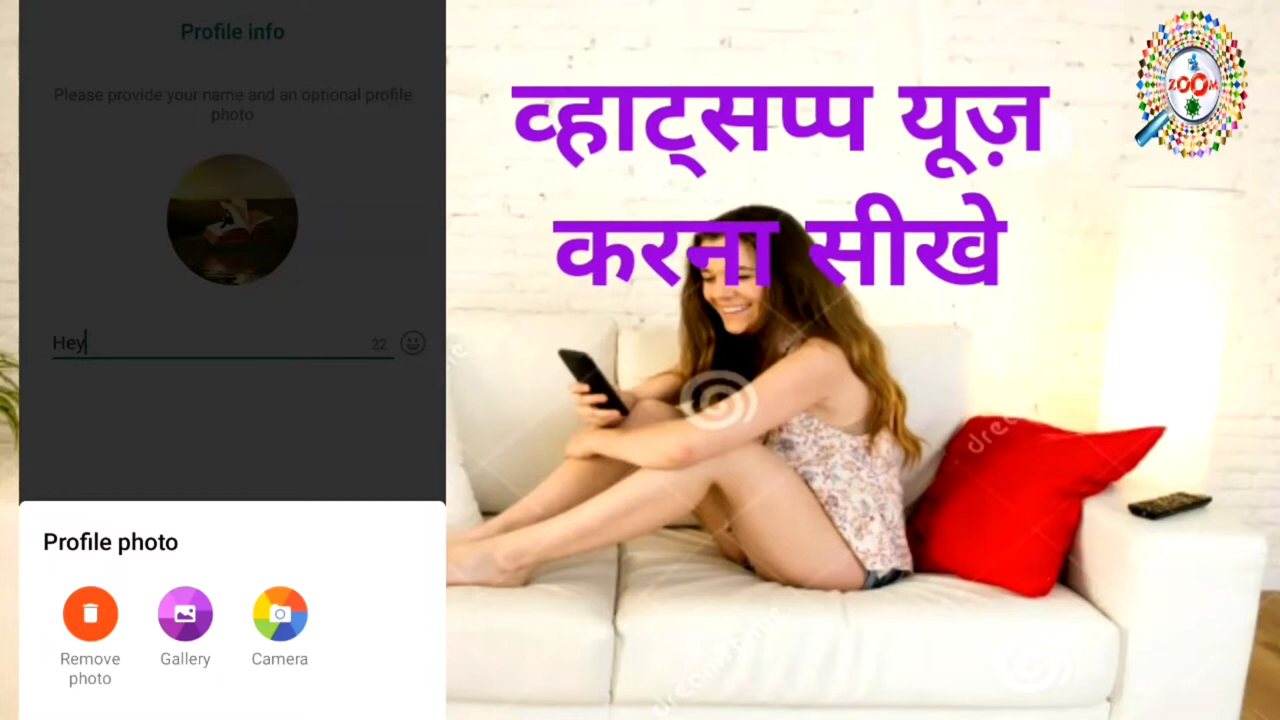 Profile info
Please provide your name and an optional profile
photo
Hey
22
Profile photo
Remove
photo
Gallery
Camera
व्हाट्सप्प यूज़
करना सीखे
ZOOM
dreamstime